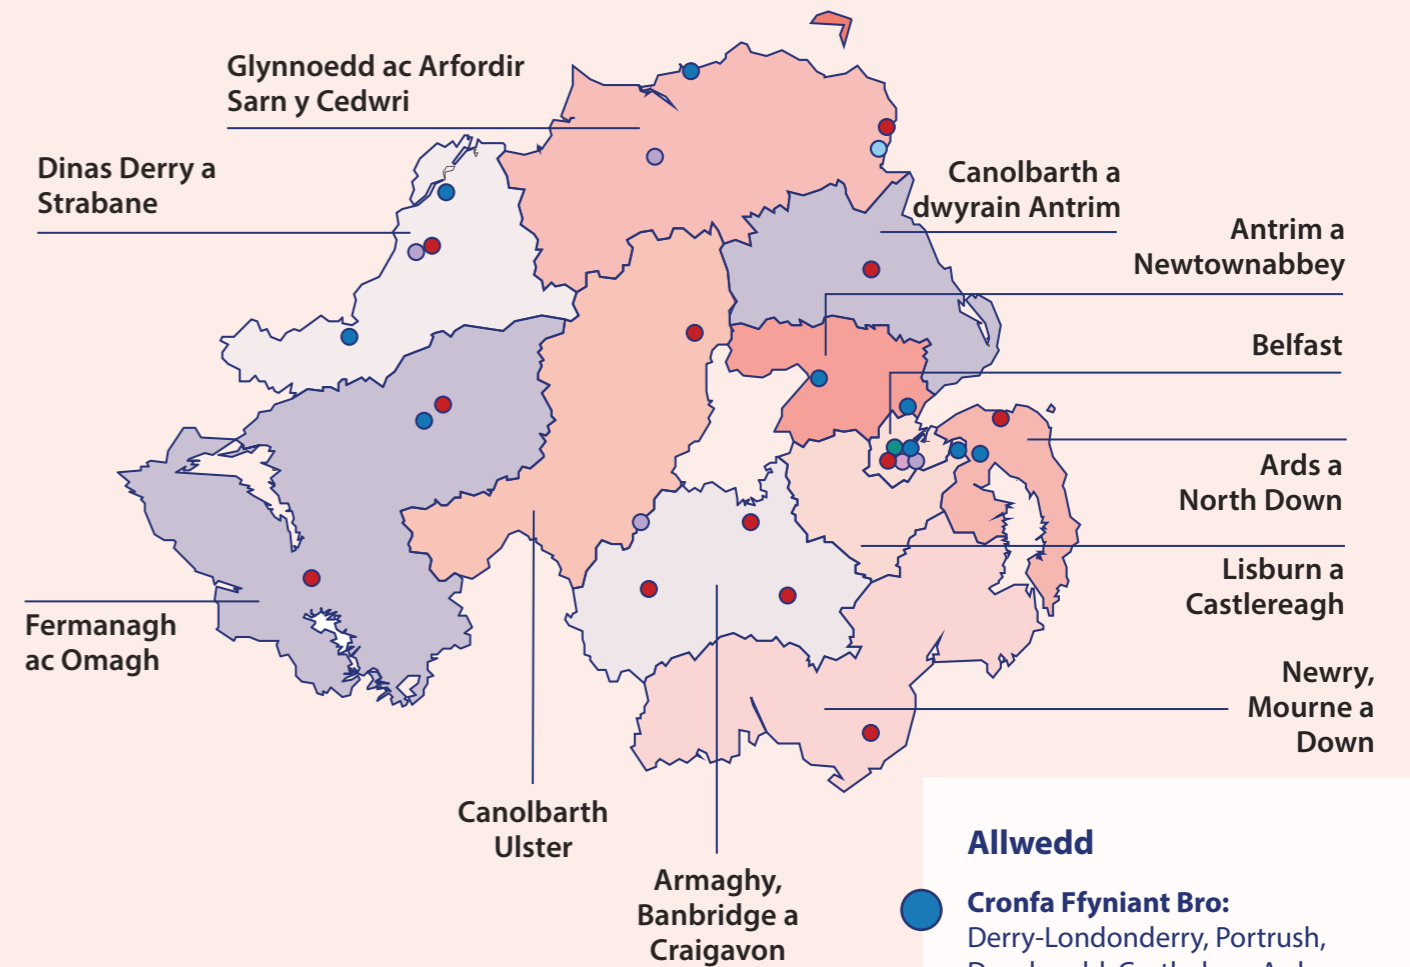 Glynnoedd ac Arfordir
Sarn y Cedwri
Dinas Derry a
Strabane
Canolbarth a
dwyrain Antrim
Antrim a
Newtownabbey
Belfast
Ards a
North Down
Lisburn a
Castlereagh
Fermanagh
ac Omagh
Newry,
Mourne a
Down
Canolbarth
Ulster
Armaghy,
Banbridge a
Craigavon
Allwedd
Cronfa Ffyniant Bro:
Derry-Londonderry, Portrush,